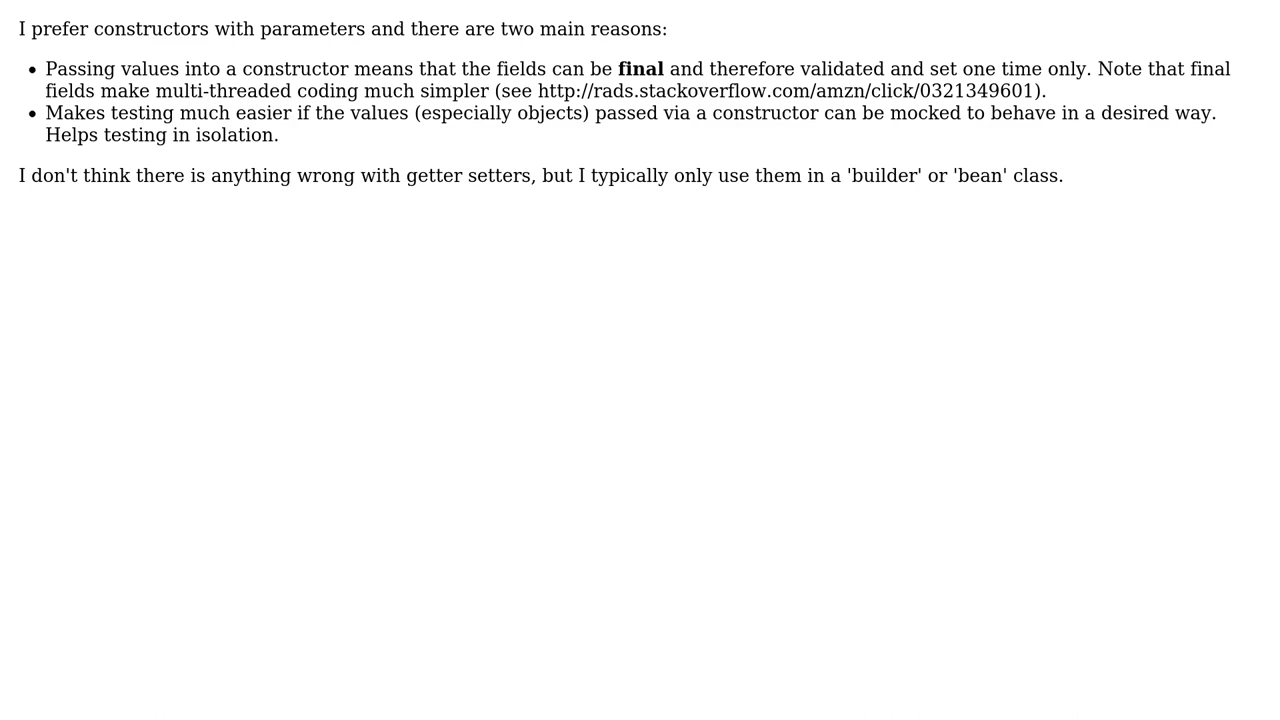 I prefer constructors with parameters and there are two main reasons:
• Passing values into a constructor means that the fields can be final and therefore validated and set one time only. Note that final
fields make multi-threaded coding much simpler (see http://rads.stackoverflow.com/amzn/click/0321349601).
• Makes testing much easier if the values (especially objects) passed via a constructor can be mocked to behave in a desired way.
Helps testing in isolation.
I don't think there is anything wrong with getter setters, but I typically only use them in a 'builder' or 'bean' class.